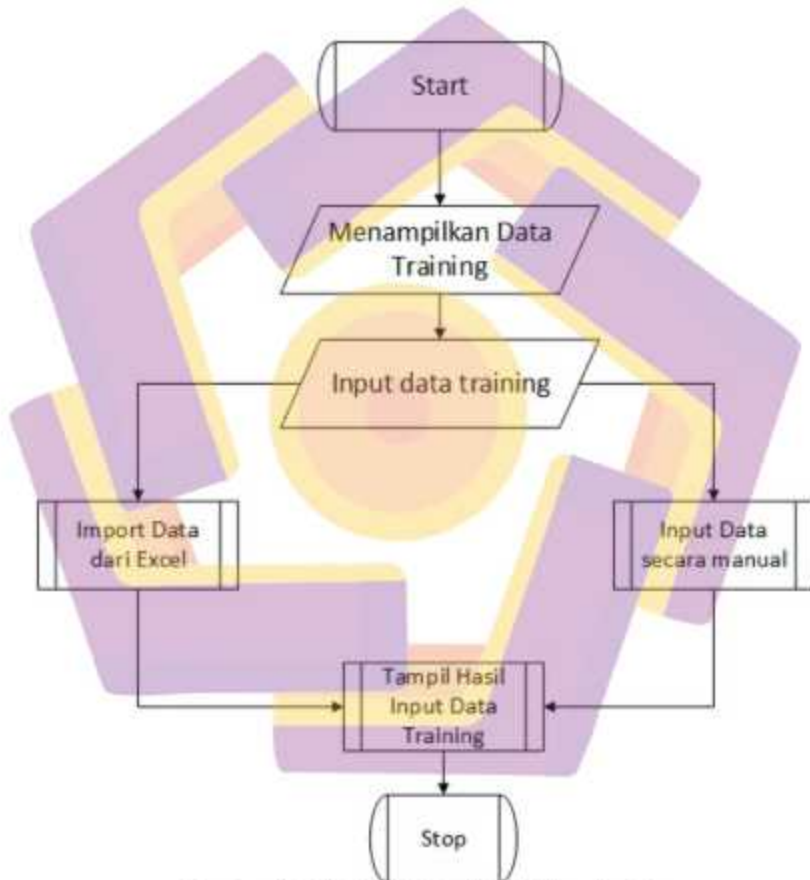 Start
Menampilkan Data
Training
Input data training
Import Data
dari Excel
Input Data
secara manual
Tampil Hasil
Input Data
Training
Stop